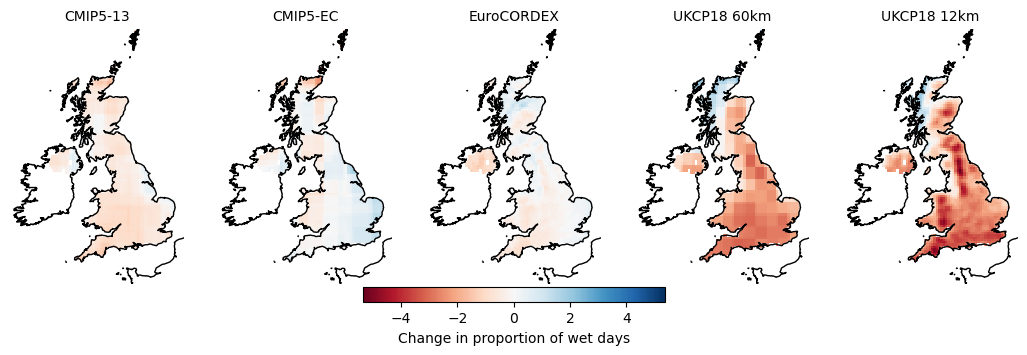 CMIP5-13 CMIP5-EC EuroCORDEX UKCP18 60km UKCP18 12km
−4 −2 0 2 4
Change in proportion of wet days